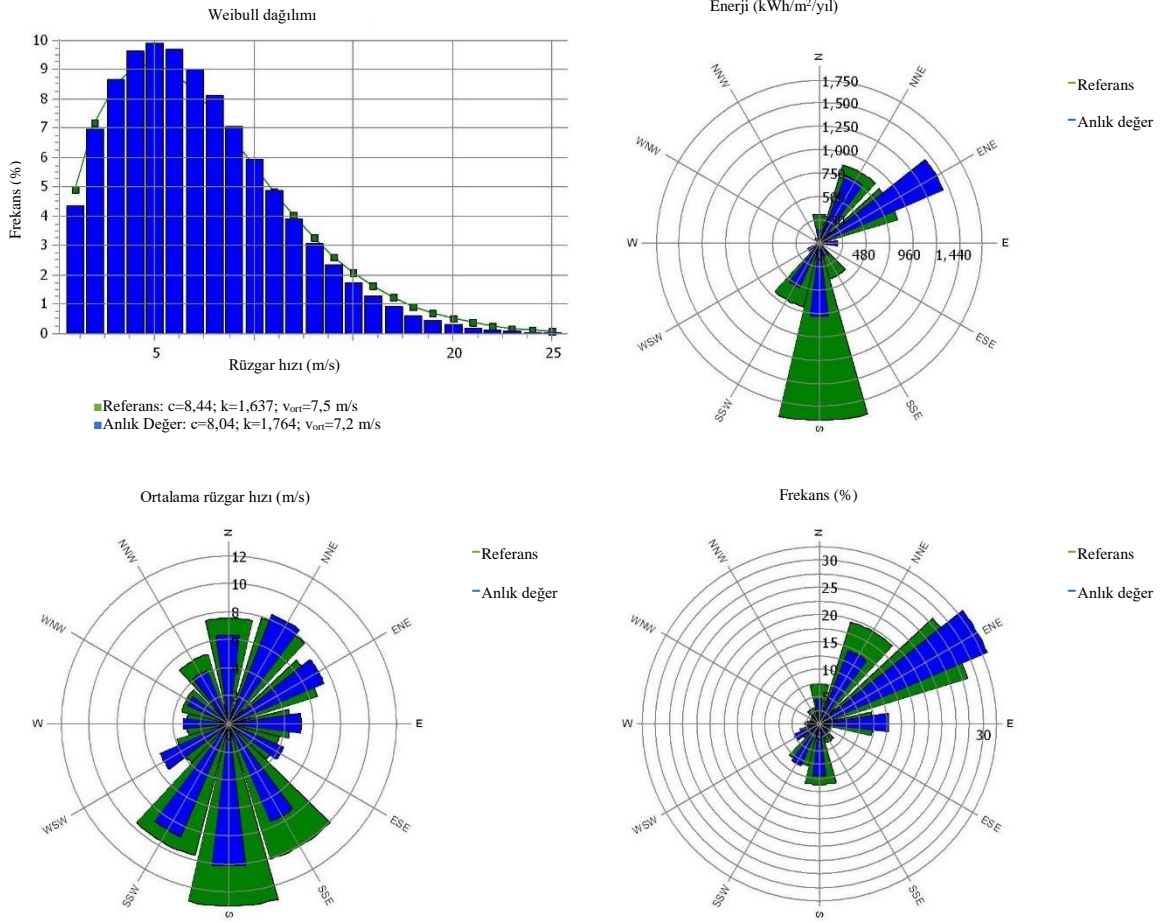 Weibull dağılımı
10
9
8
7
6
5
4
3
2
1
0
Frekans (%)
5
20
25
Rüzgar hızı (m/s)
Referans: c=8,44; k=1,637; vort=7,5 m/s
Anlık Değer: c=8,04; k=1,764; vort=7,2 m/s
Enerji (kWh/m²/yıl)
N
NNW
NNE
WNW
ENE
W
E
WSW
ESE
SSW
SSE
S
1,750
1,500
1,250
1,000
750
500
480
960
1,440
Referans
Anlık değer
Ortalama rüzgar hızı (m/s)
N
NNW
NNE
WNW
ENE
W
E
WSW
ESE
SSW
SSE
S
12
10
8
Referans
Anlık değer
Frekans (%)
N
NNW
NNE
WNW
ENE
W
E
WSW
ESE
SSW
SSE
S
30
25
20
15
10
30
Referans
Anlık değer